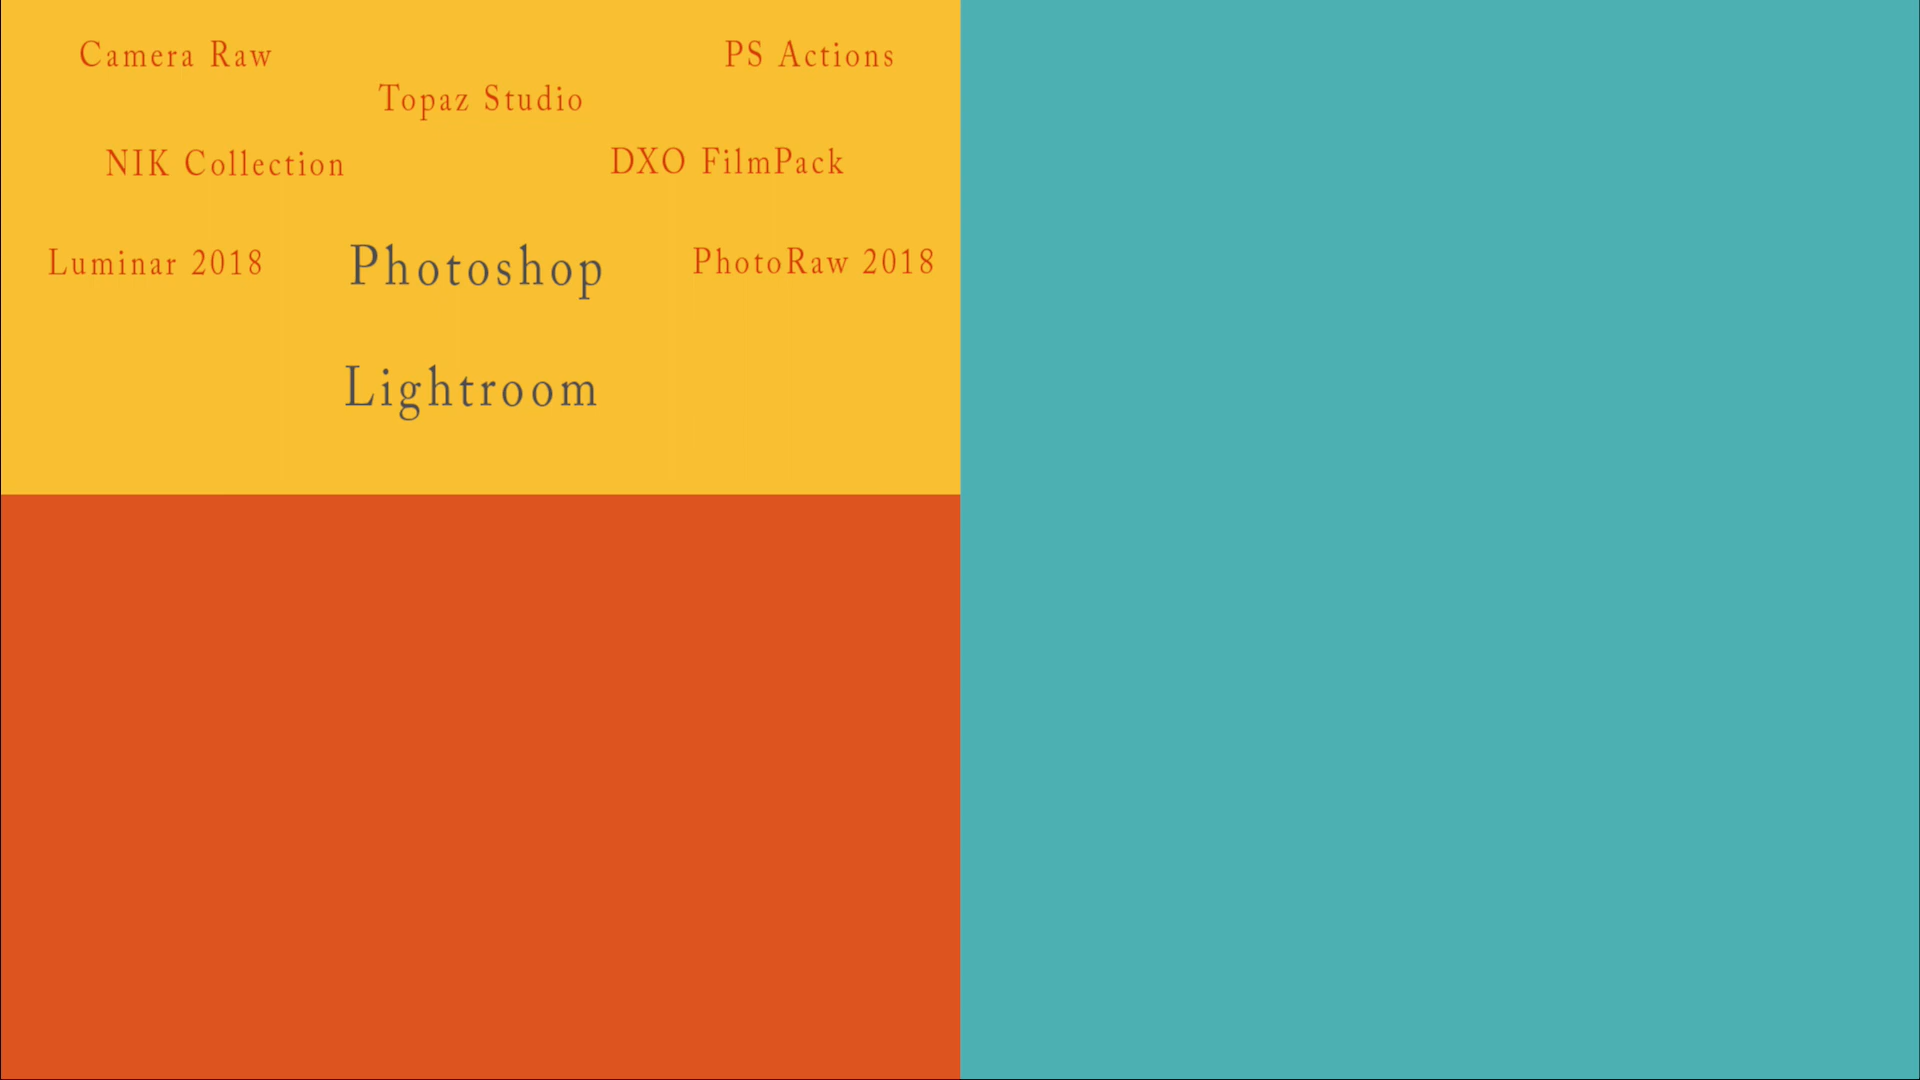 Camera Raw
PS Actions
Topaz Studio
NIK Collection
DXO FilmPack
Luminar 2018
Photoshop
PhotoRaw 2018
Lightroom